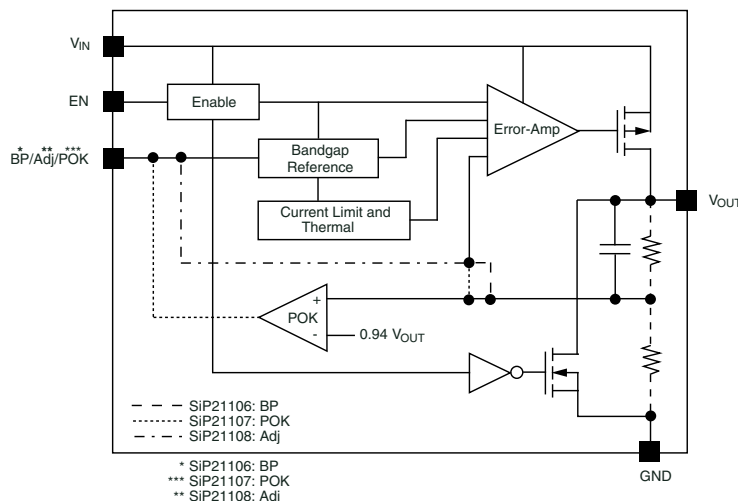 VIN
EN
Enable
Error-Amp
* ** ***
BP/Adj/POK
Bandgap
Reference
Current Limit and
Thermal
VOUT
+
POK
-
0.94 VOUT
SiP21106: BP
SiP21107: POK
SiP21108: Adj
GND
* SiP21106: BP
*** SiP21107: POK
** SiP21108: Adj